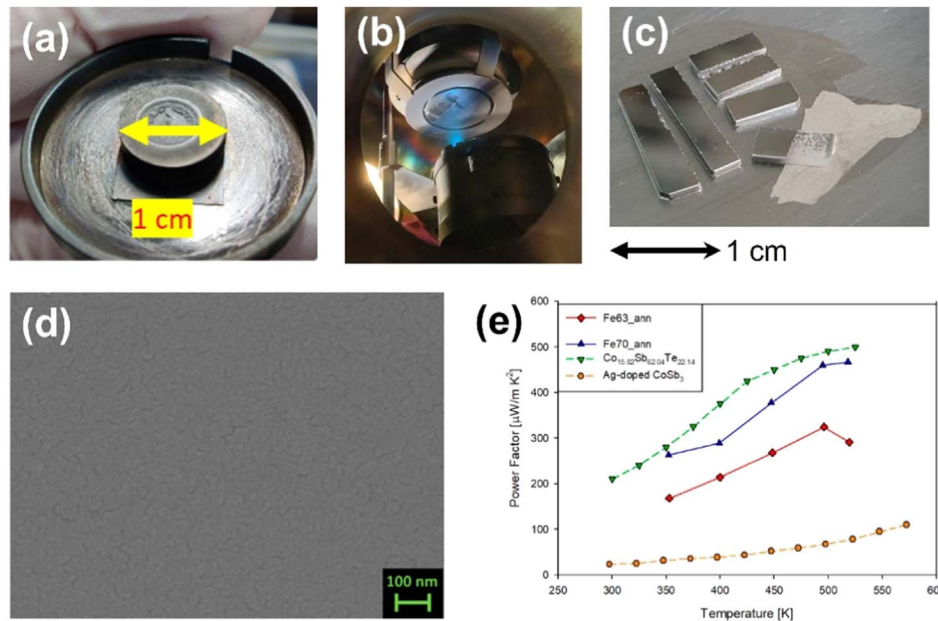 (a)
1 cm
(b)
(c)
1 cm
(d)
100 nm
(e)
Fe63_ann
Fe70_ann
Co₁₅.₈₂Sb₆₂.₀₄Te₂₂.₁₄
Ag-doped CoSb₃
Power Factor [µW/m K²]
600
500
400
300
200
100
0
250
300
350
400
450
500
550
60
Temperature [K]